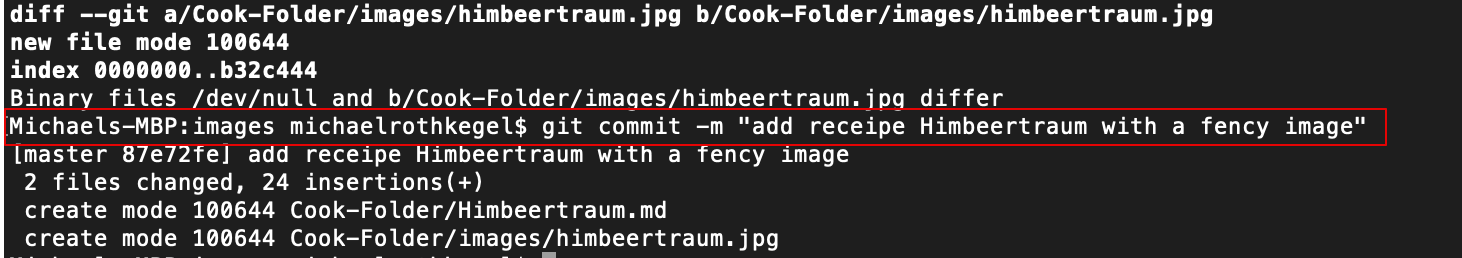 diff --git a/Cook-Folder/images/himbeertraum.jpg b/Cook-Folder/images/himbeertraum.jpg
new file mode 100644
index 0000000..b32c444
Binary files /dev/null and b/Cook-Folder/images/himbeertraum.jpg differ
Michaels-MBP:images michaelrothkegel$ git commit -m "add receipe Himbeertraum with a fency image"
[master 87e72fe] add receipe Himbeertraum with a fency image
2 files changed, 24 insertions(+)
create mode 100644 Cook-Folder/Himbeertraum.md
create mode 100644 Cook-Folder/images/himbeertraum.jpg